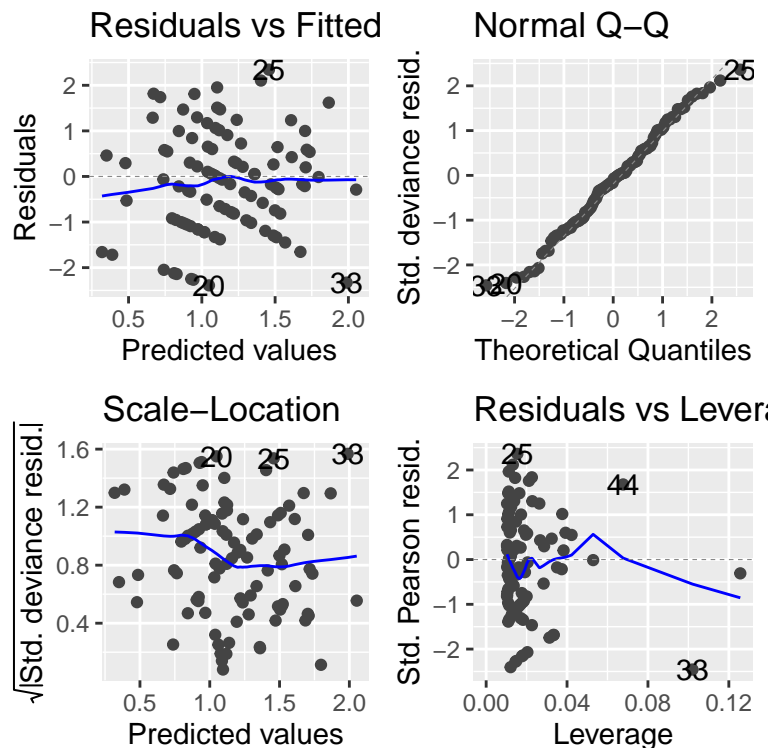 Residuals vs Fitted
Residuals
2
1
0
−1
−2
25
20
33
0.5 1.0 1.5 2.0
Predicted values
Normal Q−Q
Std. deviance resid.
2
1
0
−1
−2
25
33
20
−2 −1 0 1 2
Theoretical Quantiles
Scale−Location
√|Std. deviance resid.|
1.6
1.2
0.8
0.4
20
25
33
0.5 1.0 1.5 2.0
Predicted values
Residuals vs Levera
Std. Pearson resid.
2
1
0
−1
−2
25
44
33
0.00 0.04 0.08 0.12
Leverage